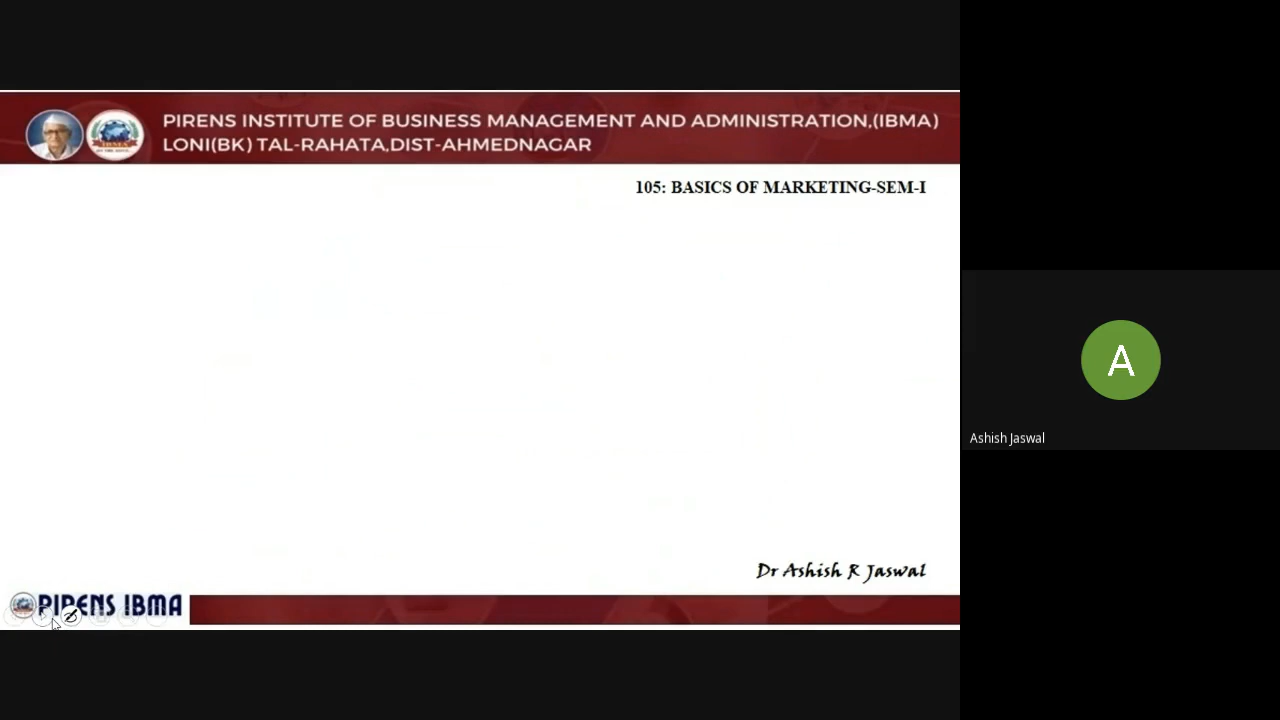 PIRENS INSTITUTE OF BUSINESS MANAGEMENT AND ADMINISTRATION,(IBMA)
LONI(BK) TAL-RAHATA,DIST-AHMEDNAGAR
105: BASICS OF MARKETING-SEM-I
A
Ashish Jaswal
Dr Ashish R Jaswal
PIRENS IBMA